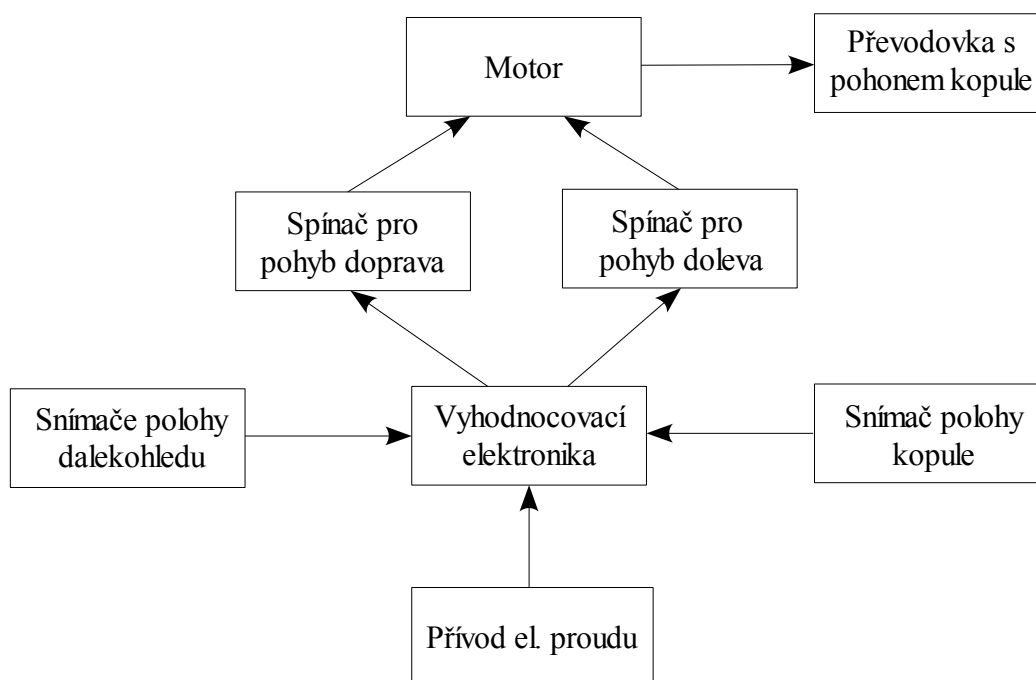 Motor
Převodovka s
pohonem kopule
Spínač pro
pohyb doprava
Spínač pro
pohyb doleva
Snímače polohy
dalekohledu
Vyhodnocovací
elektronika
Snímač polohy
kopule
Přívod el. proudu